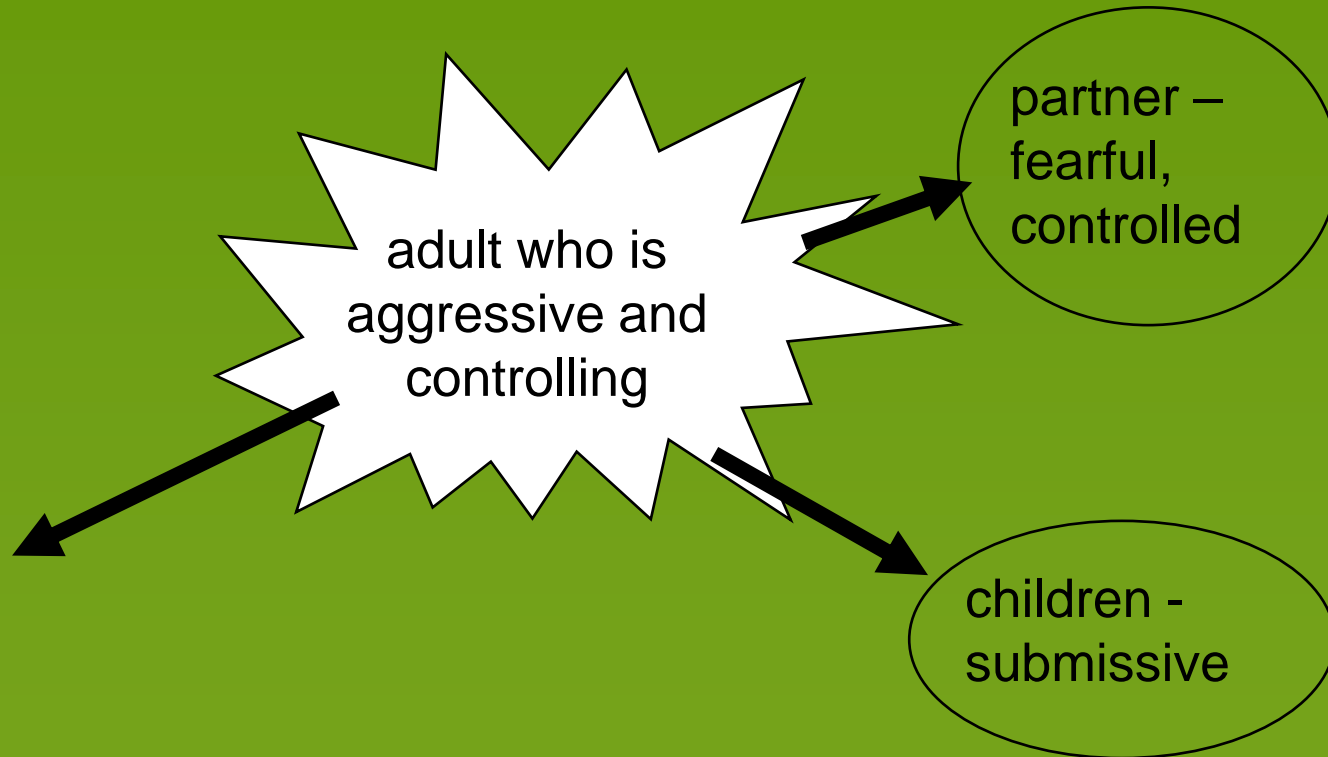 partner –
fearful,
controlled
adult who is
aggressive and
controlling
children -
submissive